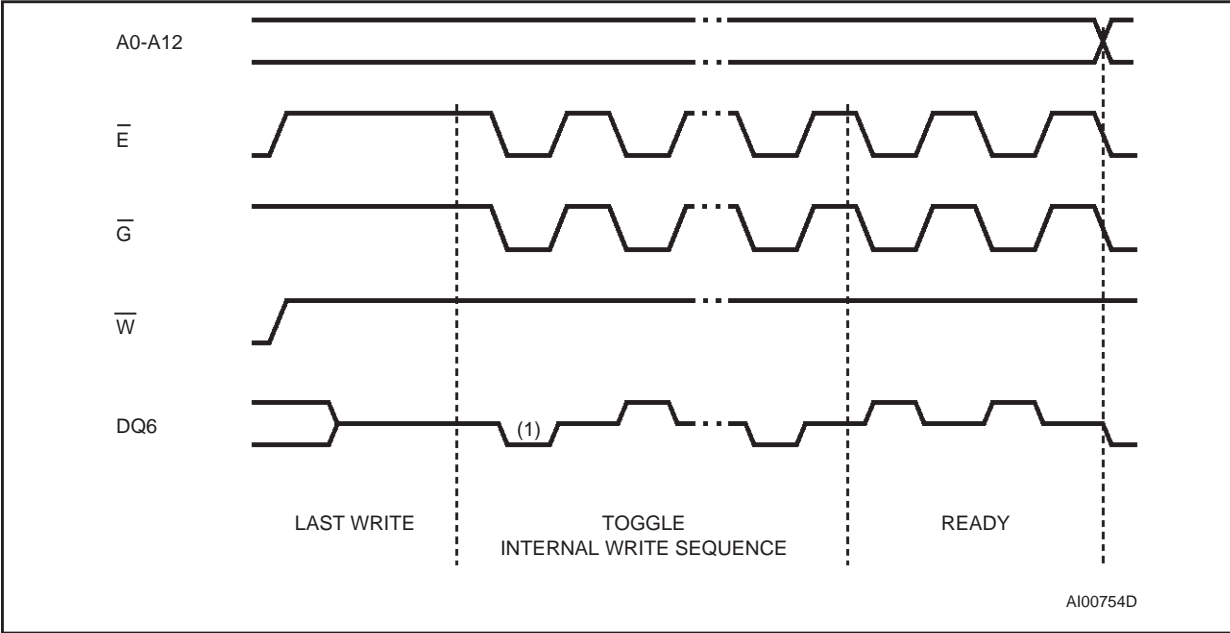 A0-A12
E̅
G̅
W̅
DQ6
(1)
LAST WRITE
TOGGLE
INTERNAL WRITE SEQUENCE
READY
AI00754D